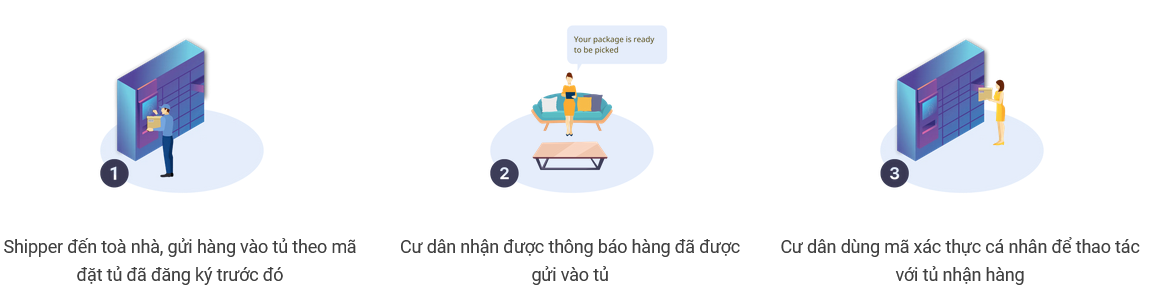 Your package is ready
to be picked
1
2
3
Shipper đến toà nhà, gửi hàng vào tủ theo mã
đặt tủ đã đăng ký trước đó
Cư dân nhận được thông báo hàng đã được
gửi vào tủ
Cư dân dùng mã xác thực cá nhân để thao tác
với tủ nhận hàng